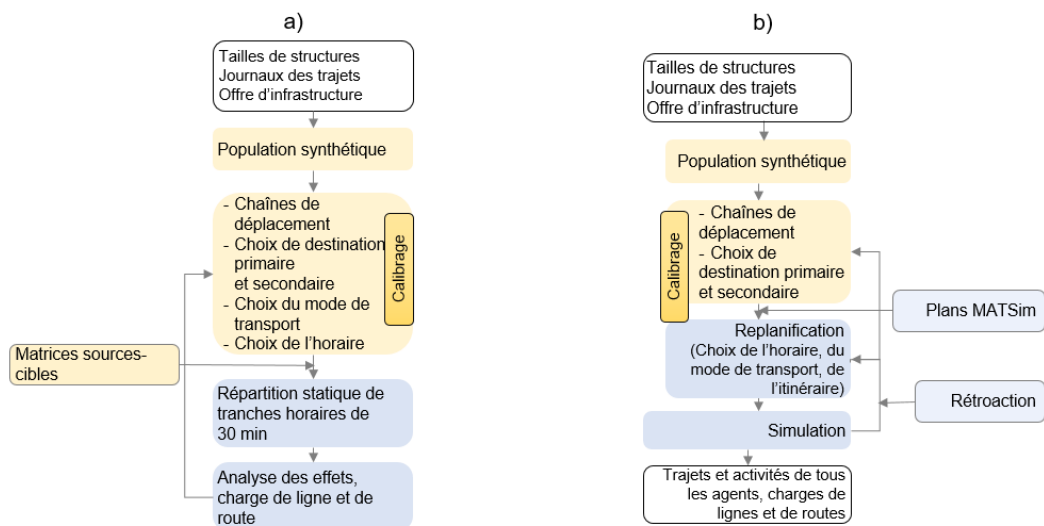 a)
Tailles de structures
Journaux des trajets
Offre d'infrastructure
Population synthétique
- Chaînes de
déplacement
- Choix de destination
primaire
et secondaire
- Choix du mode de
transport
- Choix de l'horaire
Calibrage
Matrices sources-
cibles
Répartition statique de
tranches horaires de
30 min
Analyse des effets,
charge de ligne et de
route
b)
Tailles de structures
Journaux des trajets
Offre d'infrastructure
Population synthétique
Calibrage
- Chaînes de
déplacement
- Choix de
destination primaire
et secondaire
Plans MATSim
Replanification
(Choix de l'horaire, du
mode de transport, de
l'itinéraire)
Rétroaction
Simulation
Trajets et activités de tous
les agents, charges de
lignes et de routes